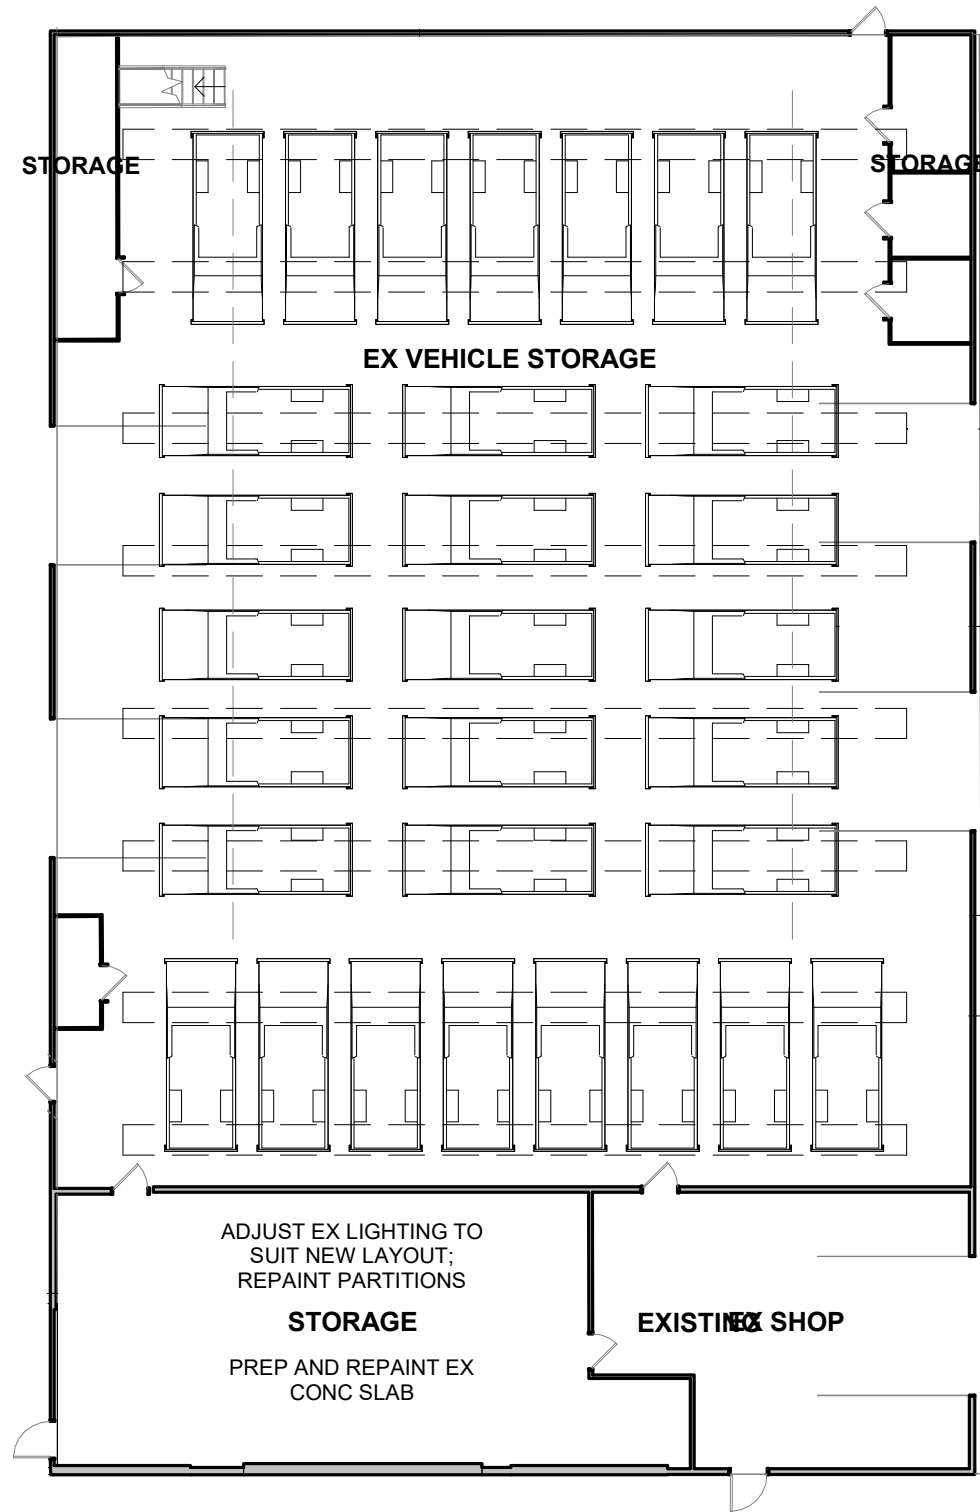 STORAGE
STORAGE
EX VEHICLE STORAGE
ADJUST EX LIGHTING TO
SUIT NEW LAYOUT;
REPAINT PARTITIONS
STORAGE
EXISTING
EX SHOP
PREP AND REPAINT EX
CONC SLAB